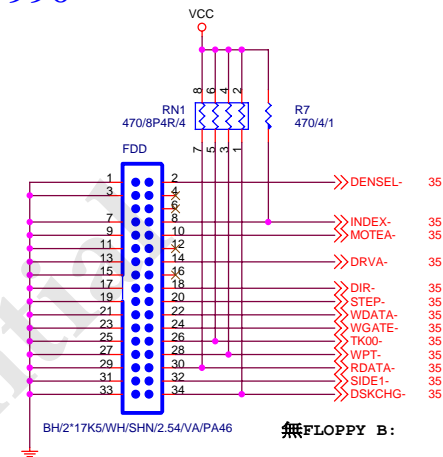 VCC
8 6 4 2
RN1
470/8P4R/4
R7
470/4/1
7 5 3 1
FDD
1 2 DENSEL- 35
3 4
6
7 8 INDEX- 35
9 10 MOTEA- 35
11 12
13 14 DRVA- 35
15 16
17 18 DIR- 35
19 20 STEP- 35
21 22 WDATA- 35
23 24 WGATE- 35
25 26 TK00- 35
27 28 WPT- 35
29 30 RDATA- 35
31 32 SIDE1- 35
33 34 DSKCHG- 35
BH/2*17K5/WH/SHN/2.54/VA/PA46
無FLOPPY B: